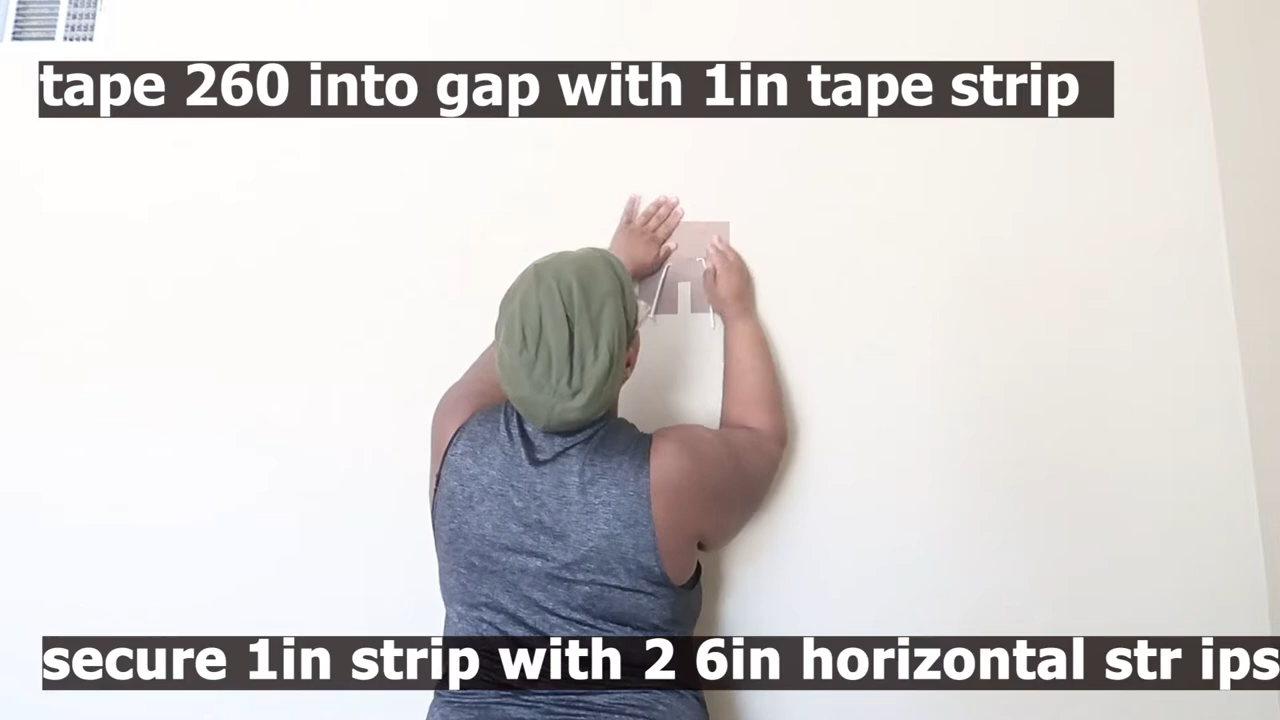 tape 260 into gap with 1in tape strip
secure 1in strip with 2 6in horizontal str ips